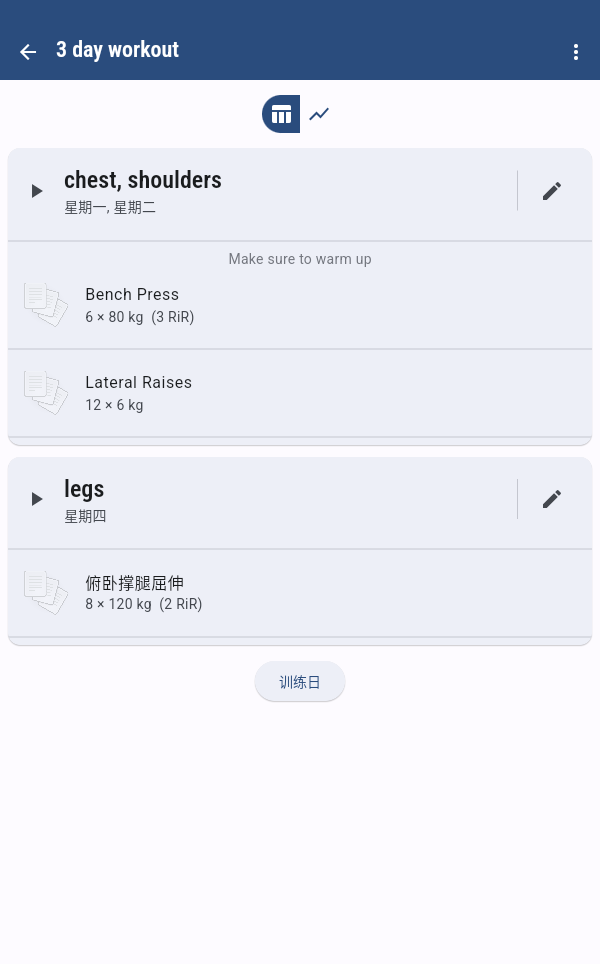 3 day workout
chest, shoulders
星期一, 星期二
Make sure to warm up
Bench Press
6 × 80 kg (3 RiR)
Lateral Raises
12 × 6 kg
legs
星期四
俯卧撑腿屈伸
8 × 120 kg (2 RiR)
训练日